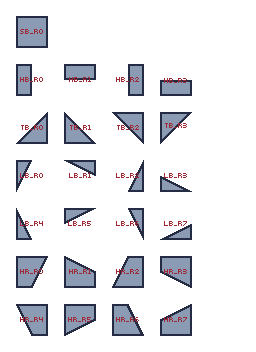 SB_R0
HB_R0 HB_R1 HB_R2 HB_R3
TB_R0 TB_R1 TB_R2 TB_R3
LB_R0 LB_R1 LB_R2 LB_R3
LB_R4 LB_R5 LB_R6 LB_R7
HR_R0 HR_R1 HR_R2 HR_R3
HR_R4 HR_R5 HR_R6 HR_R7